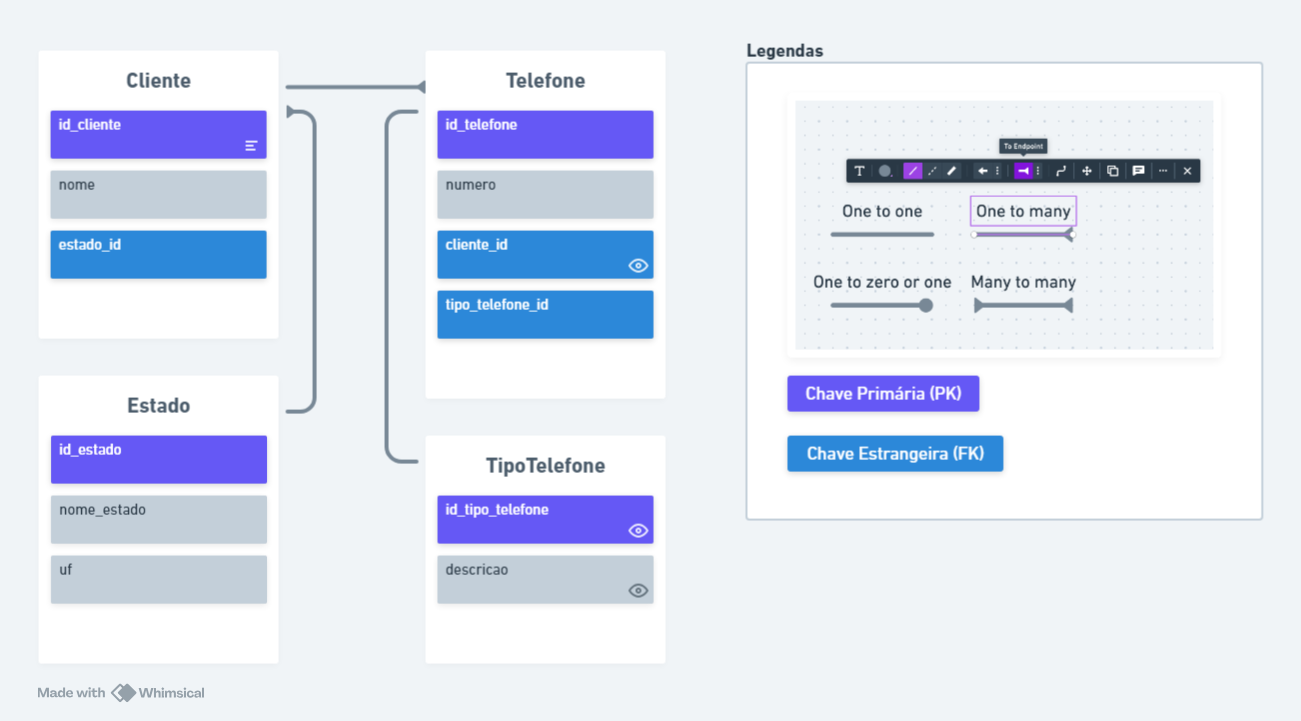 Cliente
id_cliente
nome
estado_id
Estado
id_estado
nome_estado
uf
Telefone
id_telefone
numero
cliente_id
tipo_telefone_id
TipoTelefone
id_tipo_telefone
descricao
Legendas
To Endpoint
T
One to one
One to many
One to zero or one
Many to many
Chave Primária (PK)
Chave Estrangeira (FK)
Made with Whimsical